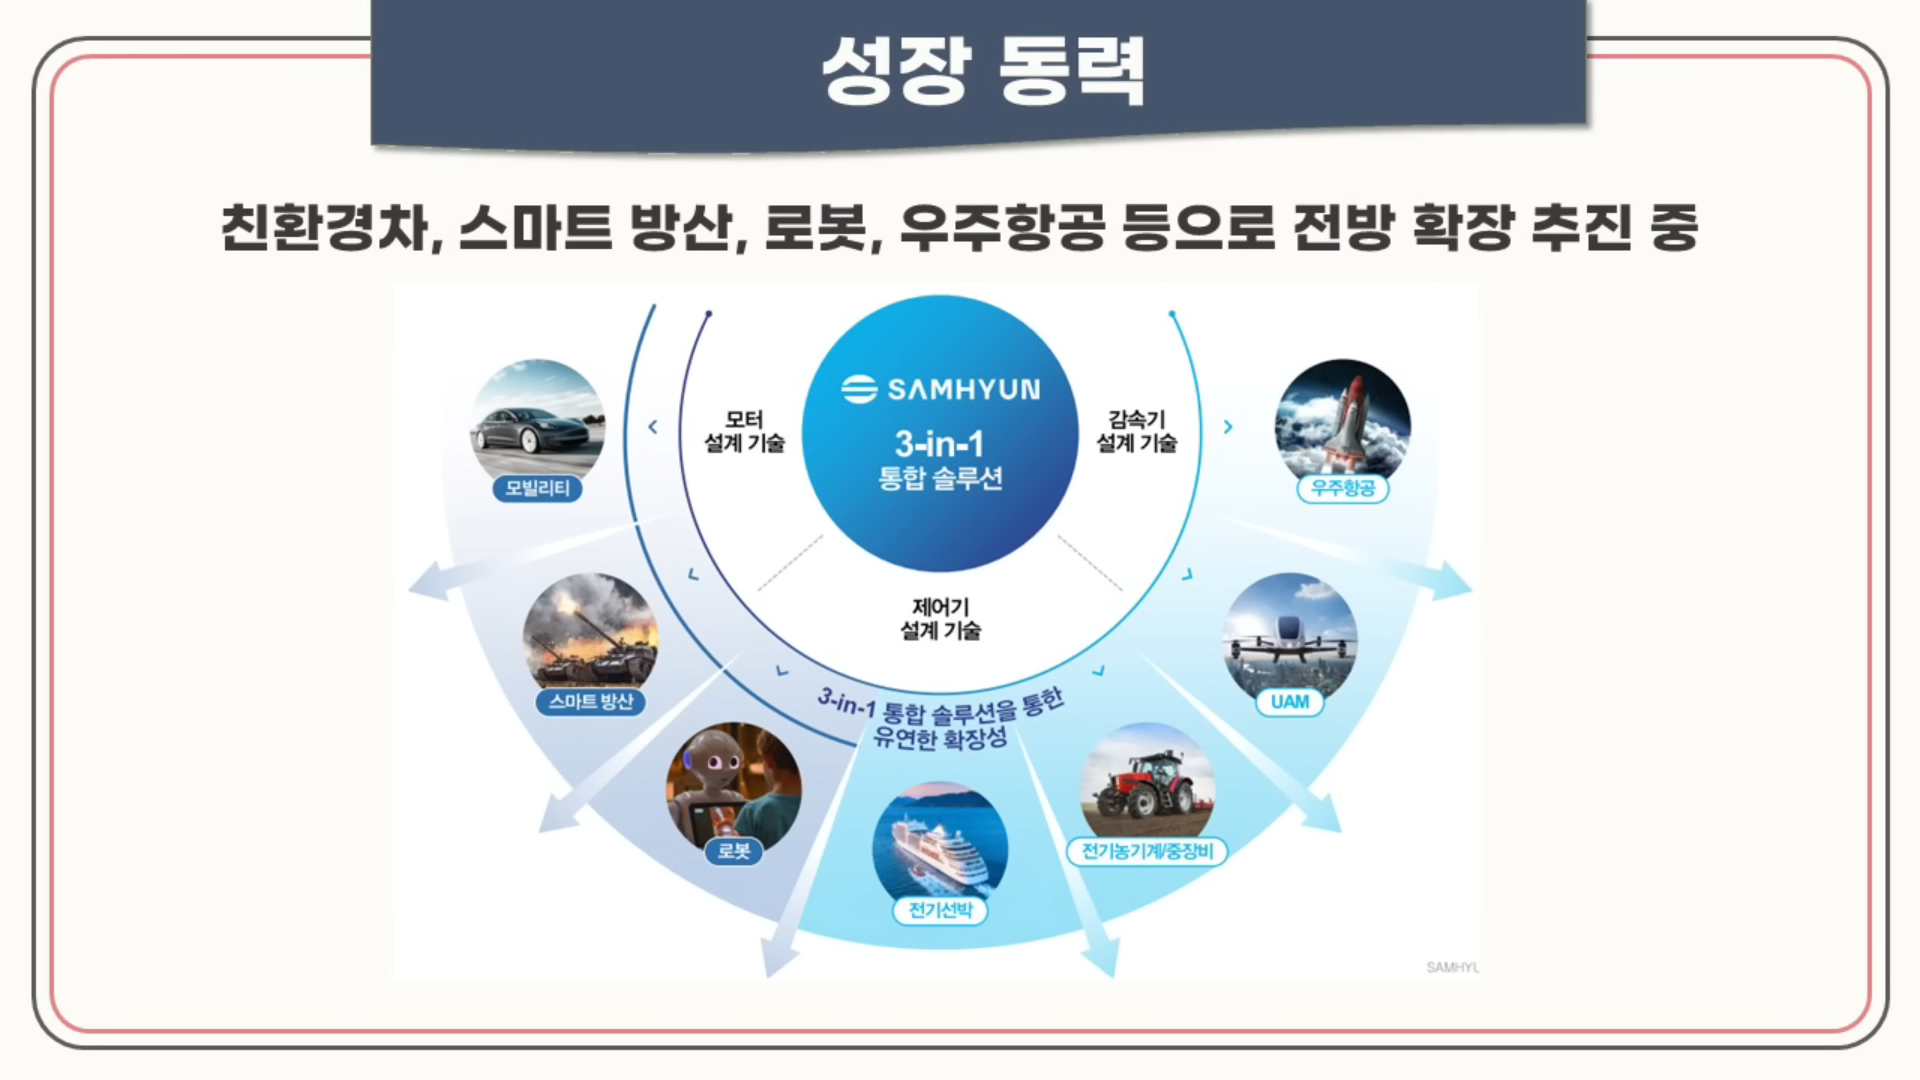 성장 동력
친환경차, 스마트 방산, 로봇, 우주항공 등으로 전방 확장 추진 중
SAMHYUN
3-in-1
통합 솔루션
모터
설계 기술
감속기
설계 기술
제어기
설계 기술
3-in-1 통합 솔루션을 통한
유연한 확장성
모빌리티
스마트 방산
로봇
전기선박
전기농기계/중장비
UAM
우주항공
SAMHYU